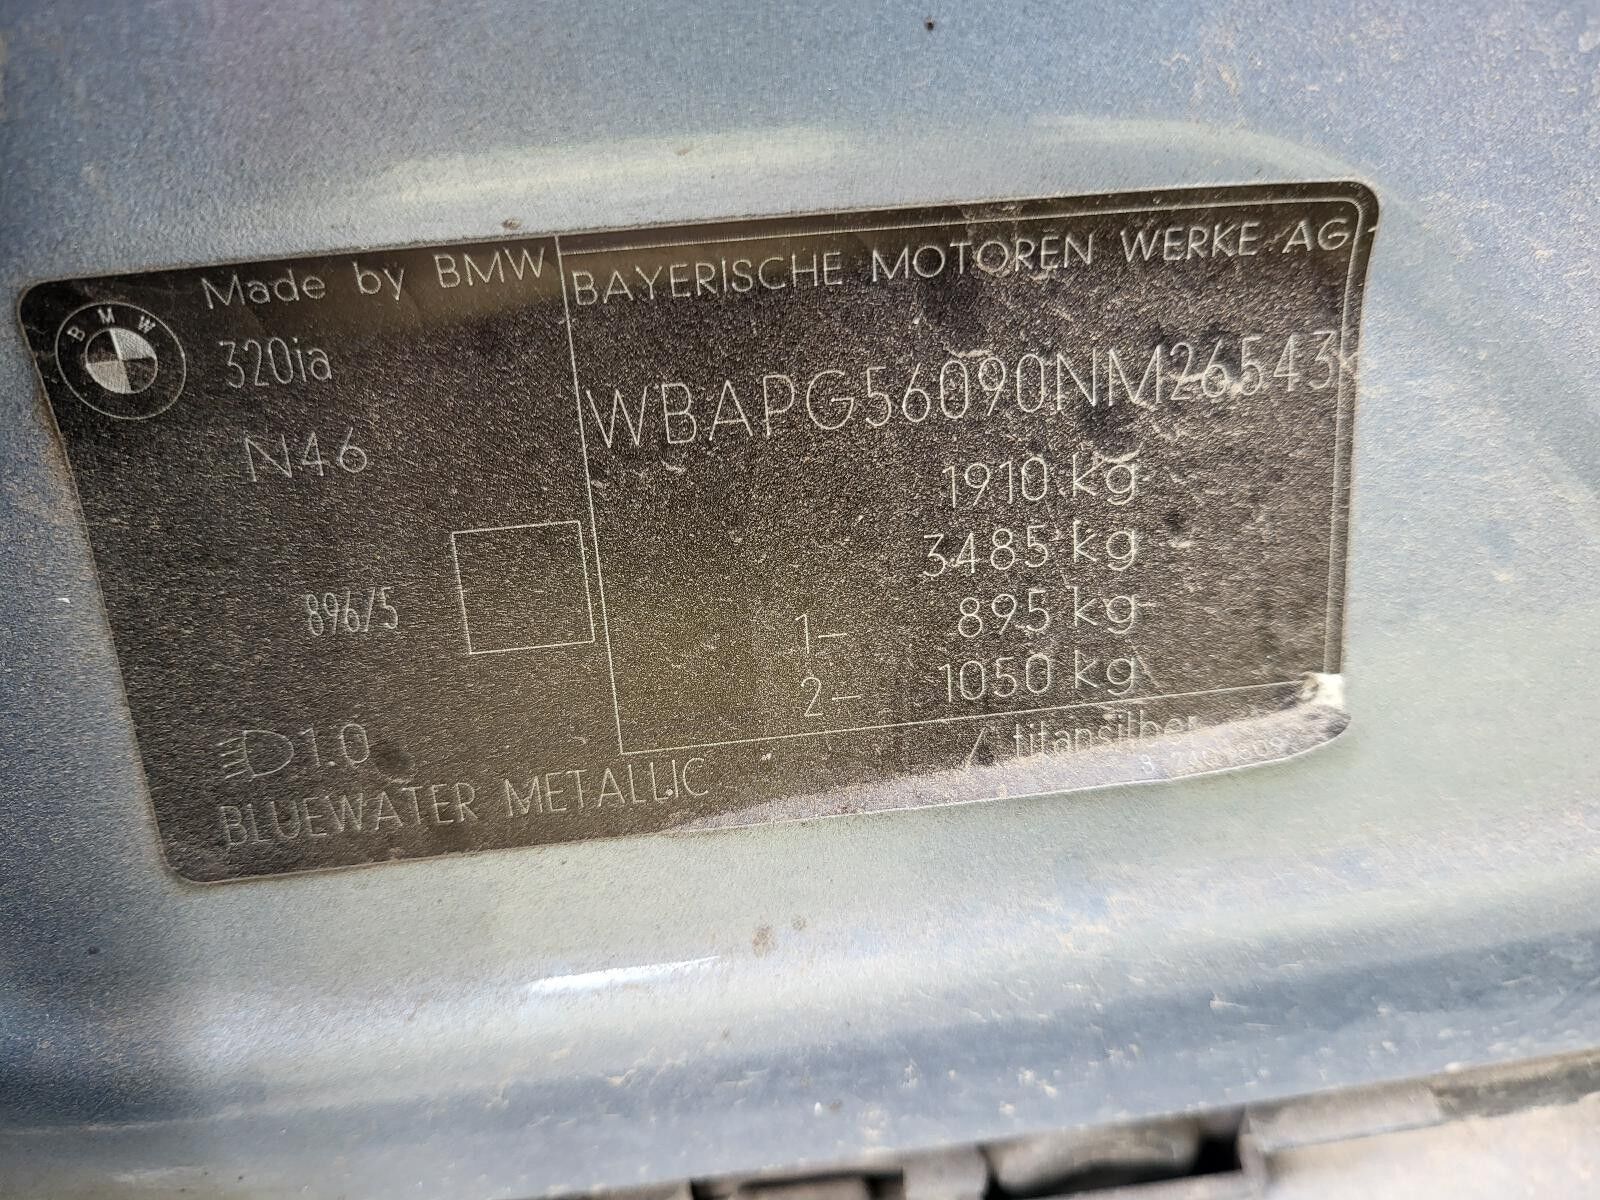 Made by BMW
BMW
320ia
N46
896/5
1.0
BLUEWATER METALLIC
BAYERISCHE MOTOREN WERKE AG
WBAPG56090NM26543
1910 kg
3485 kg
1- 895 kg
2- 1050 kg
titansilber